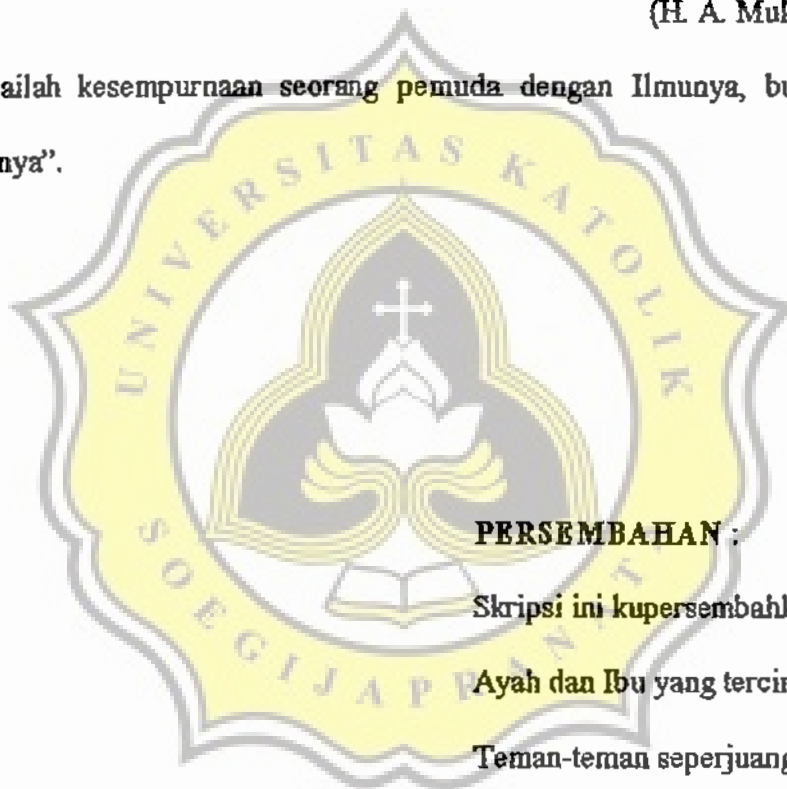 (H. A. Muk
ailah kesempurnaan seorang pemuda dengan Ilmunya, bu
nya”.
UNIVERSITAS KATOLIK
SOEGIJAPRANATA
PERSEMBAHAN :
Skripsi ini kupersembahk
Ayah dan Ibu yang tercin
Teman-teman seperjuang